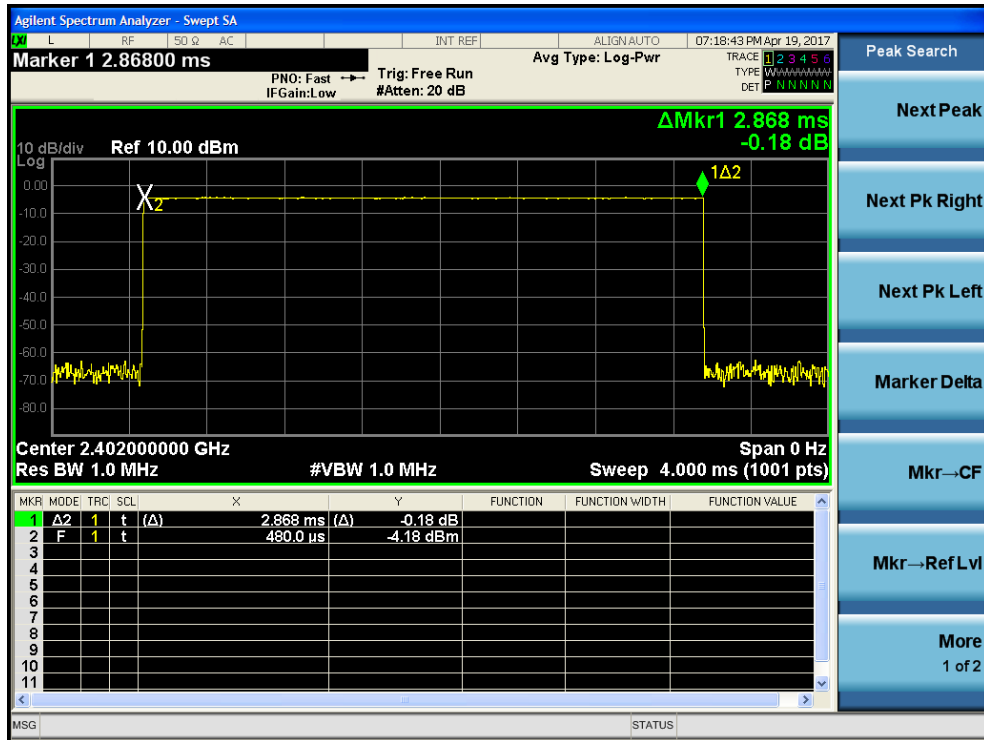 Agilent Spectrum Analyzer - Swept SA
LXI L RF 50 Ω AC INT REF ALIGN AUTO 07:18:43 PM Apr 19, 2017
Marker 1 2.86800 ms
PNO: Fast
IFGain:Low
Trig: Free Run
#Atten: 20 dB
Avg Type: Log-Pwr
TRACE 1 2 3 4 5 6
TYPE W
DET P N N N N N
ΔMkr1 2.868 ms
-0.18 dB
10 dB/div Ref 10.00 dBm
Log
1Δ2
0.00
2
-10.0
-20.0
-30.0
-40.0
-50.0
-60.0
-70.0
-80.0
Center 2.402000000 GHz Span 0 Hz
Res BW 1.0 MHz #VBW 1.0 MHz Sweep 4.000 ms (1001 pts)
MKR MODE TRC SCL X Y FUNCTION FUNCTION WIDTH FUNCTION VALUE
1 Δ2 1 t (Δ) 2.868 ms (Δ) -0.18 dB
2 F 1 t 480.0 µs -4.18 dBm
3
4
5
6
7
8
9
10
11
MSG STATUS
Peak Search
Next Peak
Next Pk Right
Next Pk Left
Marker Delta
Mkr→CF
Mkr→Ref Lvl
More
1 of 2